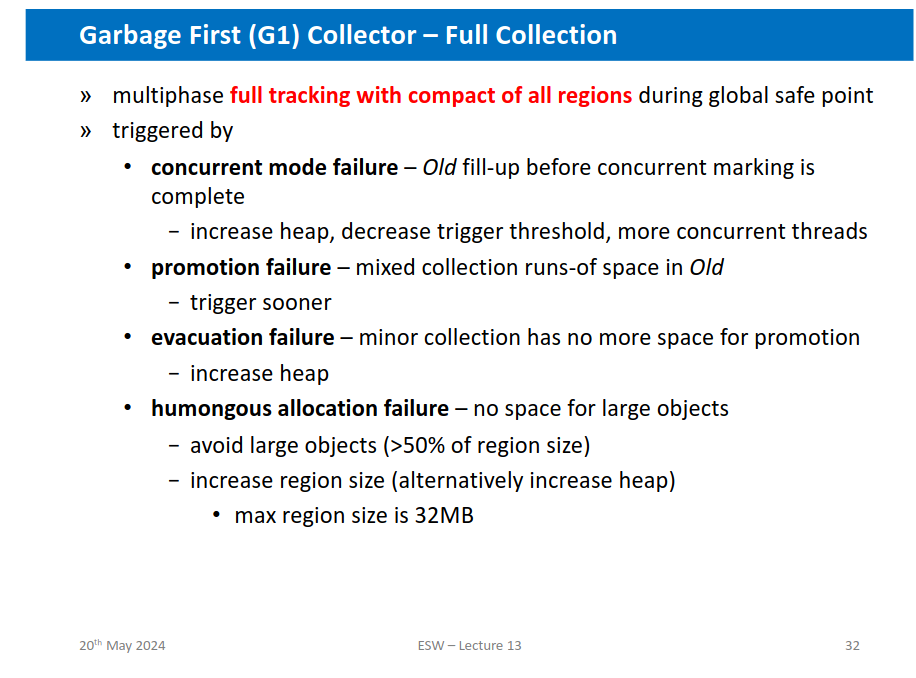 Garbage First (G1) Collector – Full Collection
» multiphase full tracking with compact of all regions during global safe point
» triggered by
• concurrent mode failure – Old fill-up before concurrent marking is
complete
− increase heap, decrease trigger threshold, more concurrent threads
• promotion failure – mixed collection runs-of space in Old
− trigger sooner
• evacuation failure – minor collection has no more space for promotion
− increase heap
• humongous allocation failure – no space for large objects
− avoid large objects (>50% of region size)
− increase region size (alternatively increase heap)
• max region size is 32MB
20th May 2024 ESW – Lecture 13 32